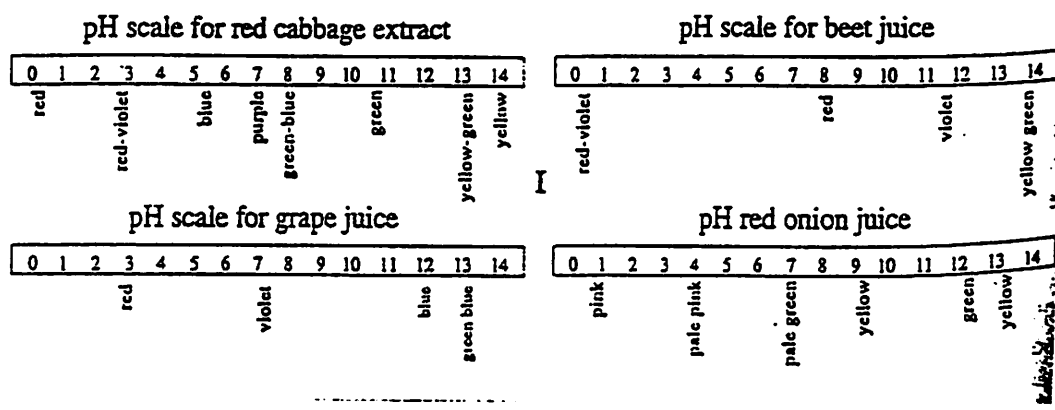 pH scale for red cabbage extract
0 1 2 3 4 5 6 7 8 9 10 11 12 13 14
red
red-violet
blue
purple
green-blue
green
yellow-green
yellow
pH scale for beet juice
0 1 2 3 4 5 6 7 8 9 10 11 12 13 14
red-violet
red
violet
yellow green
I
pH scale for grape juice
0 1 2 3 4 5 6 7 8 9 10 11 12 13 14
red
violet
blue
green blue
pH red onion juice
0 1 2 3 4 5 6 7 8 9 10 11 12 13 14
pink
pale pink
pale green
yellow
green
yellow